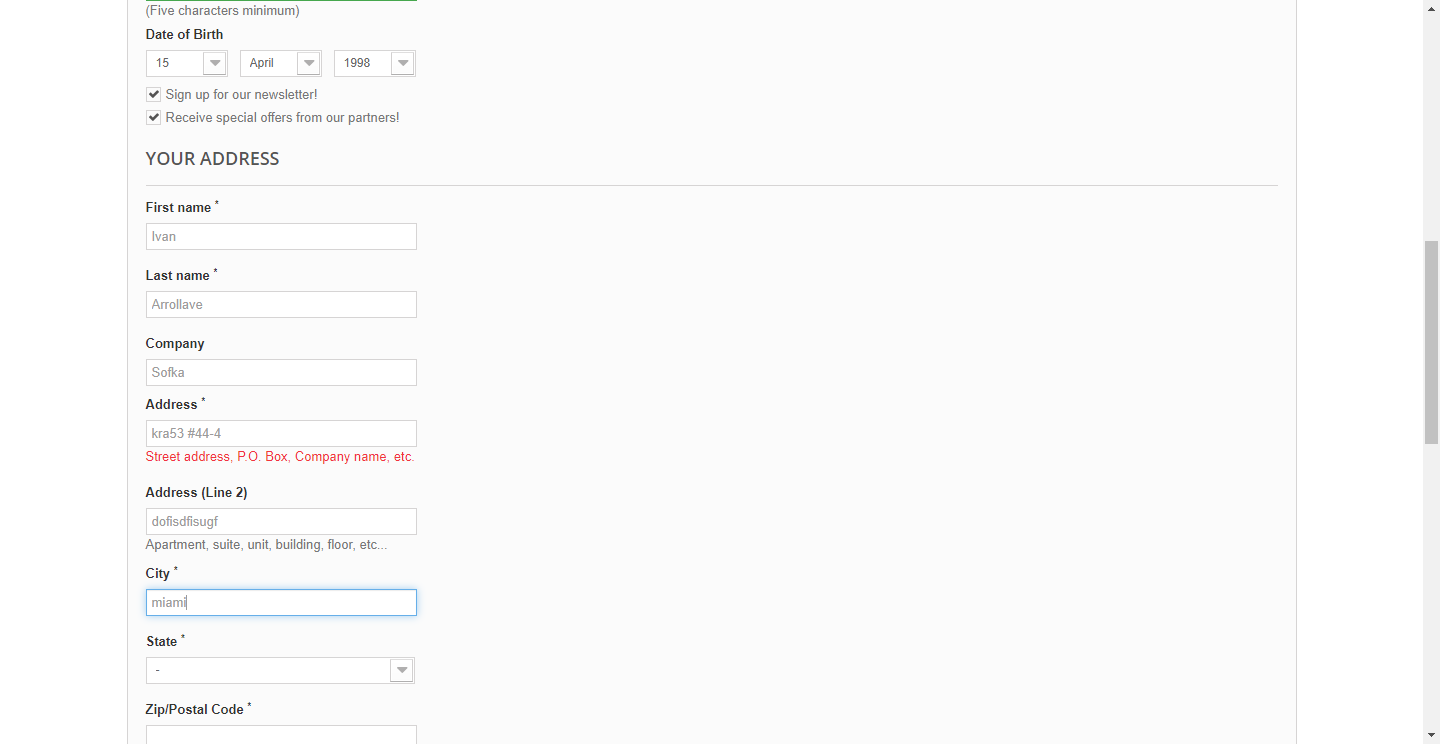 (Five characters minimum)
Date of Birth
15 April 1998
Sign up for our newsletter!
Receive special offers from our partners!
YOUR ADDRESS
First name *
Ivan
Last name *
Arrollave
Company
Sofka
Address *
kra53 #44-4
Street address, P.O. Box, Company name, etc.
Address (Line 2)
dofisdfisugf
Apartment, suite, unit, building, floor, etc...
City *
miami
State *
-
Zip/Postal Code *